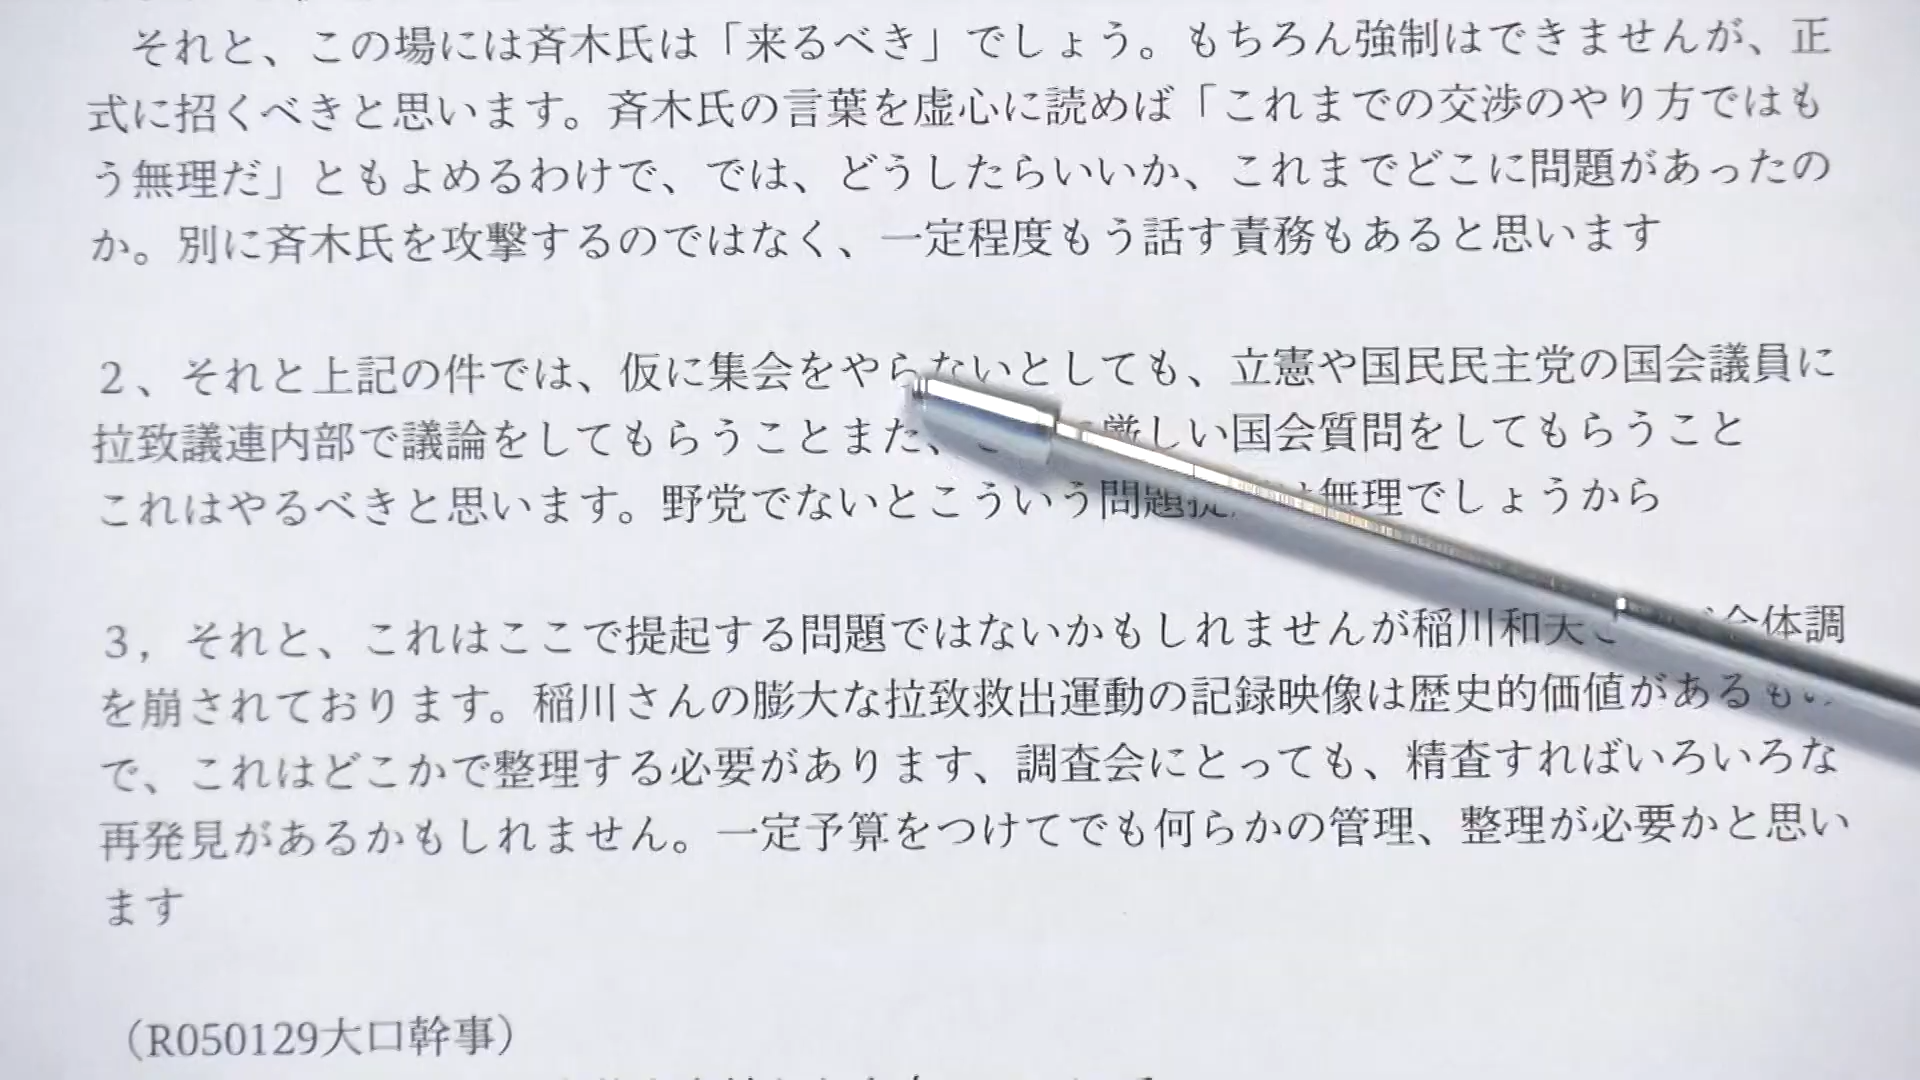 それと、この場には斉木氏は「来るべき」でしょう。もちろん強制はできませんが、正
式に招くべきと思います。斉木氏の言葉を虚心に読めば「これまでの交渉のやり方ではも
う無理だ」ともよめるわけで、では、どうしたらいいか、これまでどこに問題があったの
か。別に斉木氏を攻撃するのではなく、一定程度もう話す責務もあると思います
２、それと上記の件では、仮に集会をやらないとしても、立憲や国民民主党の国会議員に
拉致議連内部で議論をしてもらうことまた、厳しい国会質問をしてもらうこと
これはやるべきと思います。野党でないとこういう問題無理でしょうから
３，それと、これはここで提起する問題ではないかもしれませんが稲川和夫体調
を崩されております。稲川さんの膨大な拉致救出運動の記録映像は歴史的価値がある
で、これはどこかで整理する必要があります、調査会にとっても、精査すればいろいろな
再発見があるかもしれません。一定予算をつけてでも何らかの管理、整理が必要かと思い
ます
（R050129大口幹事）